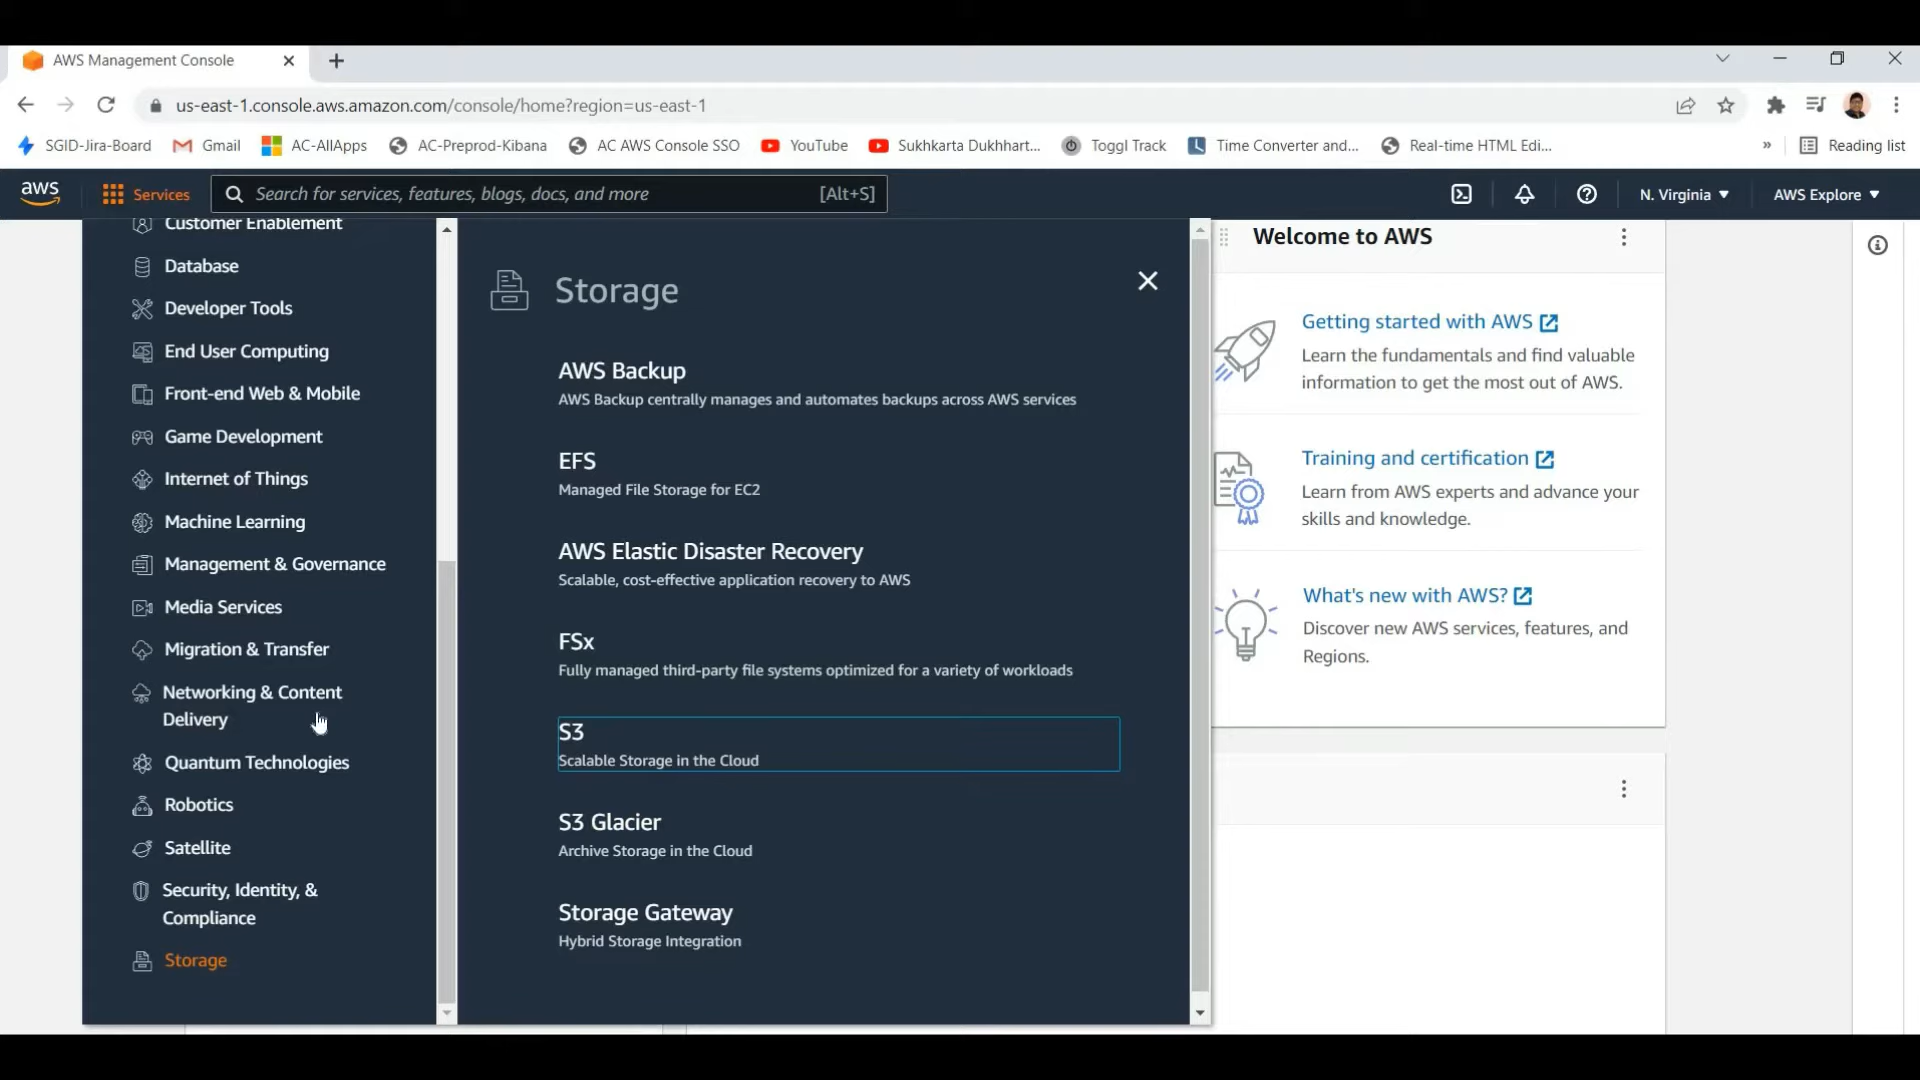 AWS Management Console
us-east-1.console.aws.amazon.com/console/home?region=us-east-1
SGID-Jira-Board Gmail AC-AllApps AC-Preprod-Kibana AC AWS Console SSO YouTube Sukhkarta Dukhhart... Toggl Track Time Converter and... Real-time HTML Edi... » Reading list
aws Services Search for services, features, blogs, docs, and more [Alt+S] N. Virginia AWS Explore
Customer Enablement
Database
Developer Tools
End User Computing
Front-end Web & Mobile
Game Development
Internet of Things
Machine Learning
Management & Governance
Media Services
Migration & Transfer
Networking & Content
Delivery
Quantum Technologies
Robotics
Satellite
Security, Identity, &
Compliance
Storage
Storage
AWS Backup
AWS Backup centrally manages and automates backups across AWS services
EFS
Managed File Storage for EC2
AWS Elastic Disaster Recovery
Scalable, cost-effective application recovery to AWS
FSx
Fully managed third-party file systems optimized for a variety of workloads
S3
Scalable Storage in the Cloud
S3 Glacier
Archive Storage in the Cloud
Storage Gateway
Hybrid Storage Integration
Welcome to AWS
Getting started with AWS
Learn the fundamentals and find valuable
information to get the most out of AWS.
Training and certification
Learn from AWS experts and advance your
skills and knowledge.
What's new with AWS?
Discover new AWS services, features, and
Regions.